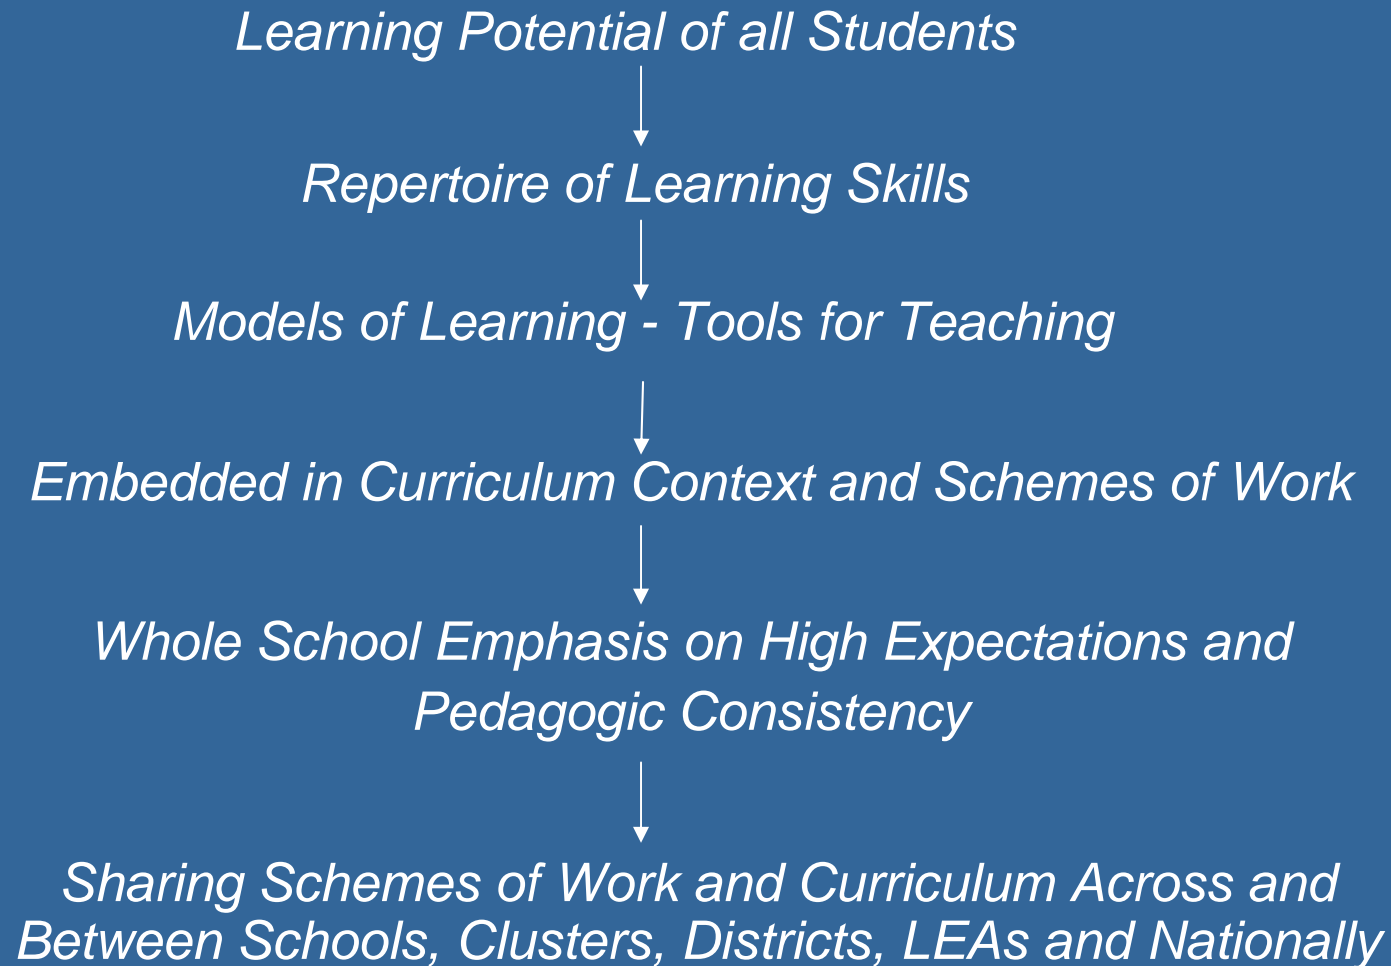 Learning Potential of all Students
Repertoire of Learning Skills
Models of Learning - Tools for Teaching
Embedded in Curriculum Context and Schemes of Work
Whole School Emphasis on High Expectations and
Pedagogic Consistency
Sharing Schemes of Work and Curriculum Across and
Between Schools, Clusters, Districts, LEAs and Nationally